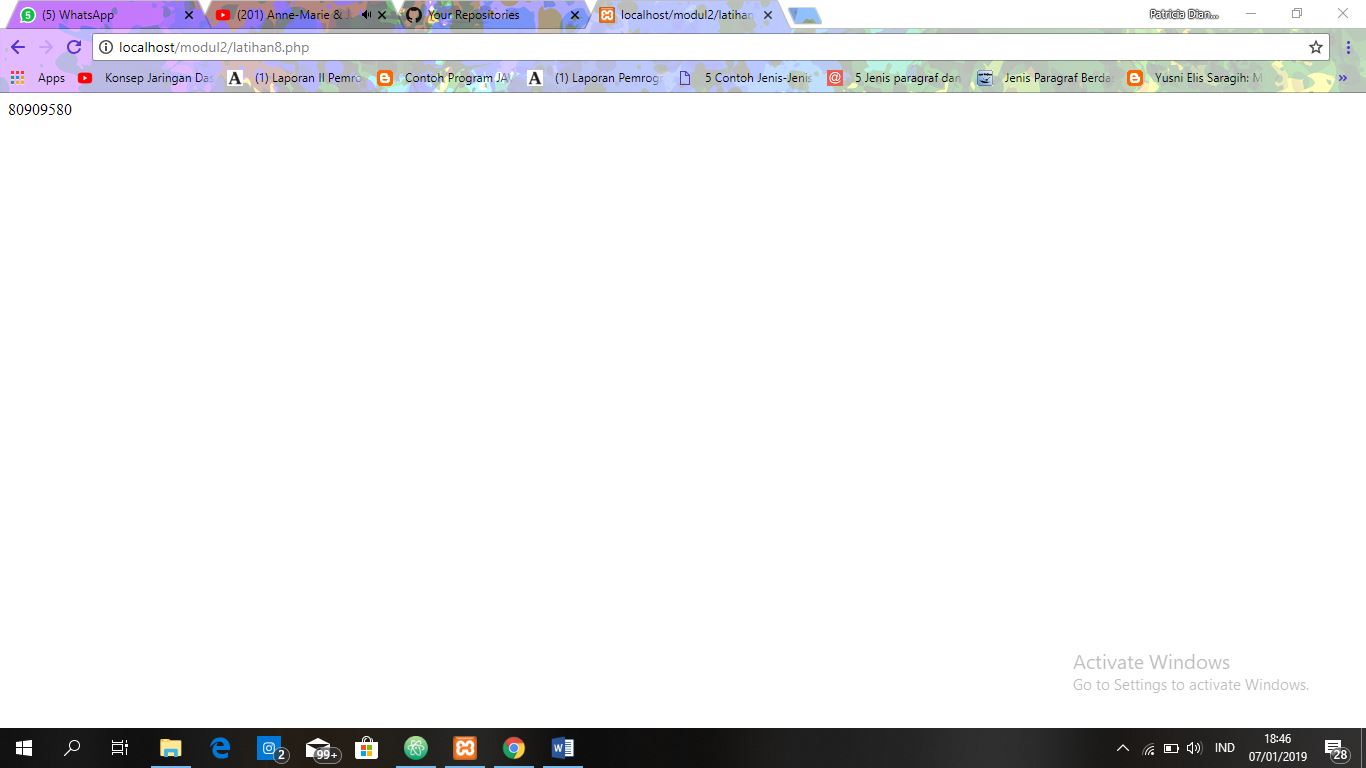 (5) WhatsApp
(201) Anne-Marie &
Your Repositories
localhost/modul2/latihan
Patricia Dian...
localhost/modul2/latihan8.php
Apps
Konsep Jaringan Das
(1) Laporan II Pemro
Contoh Program JAV
(1) Laporan Pemrog
5 Contoh Jenis-Jenis
5 Jenis paragraf dan
Jenis Paragraf Berdas
Yusni Elis Saragih: M
»
80909580
Activate Windows
Go to Settings to activate Windows.
2
99+
IND
18:46
07/01/2019
28